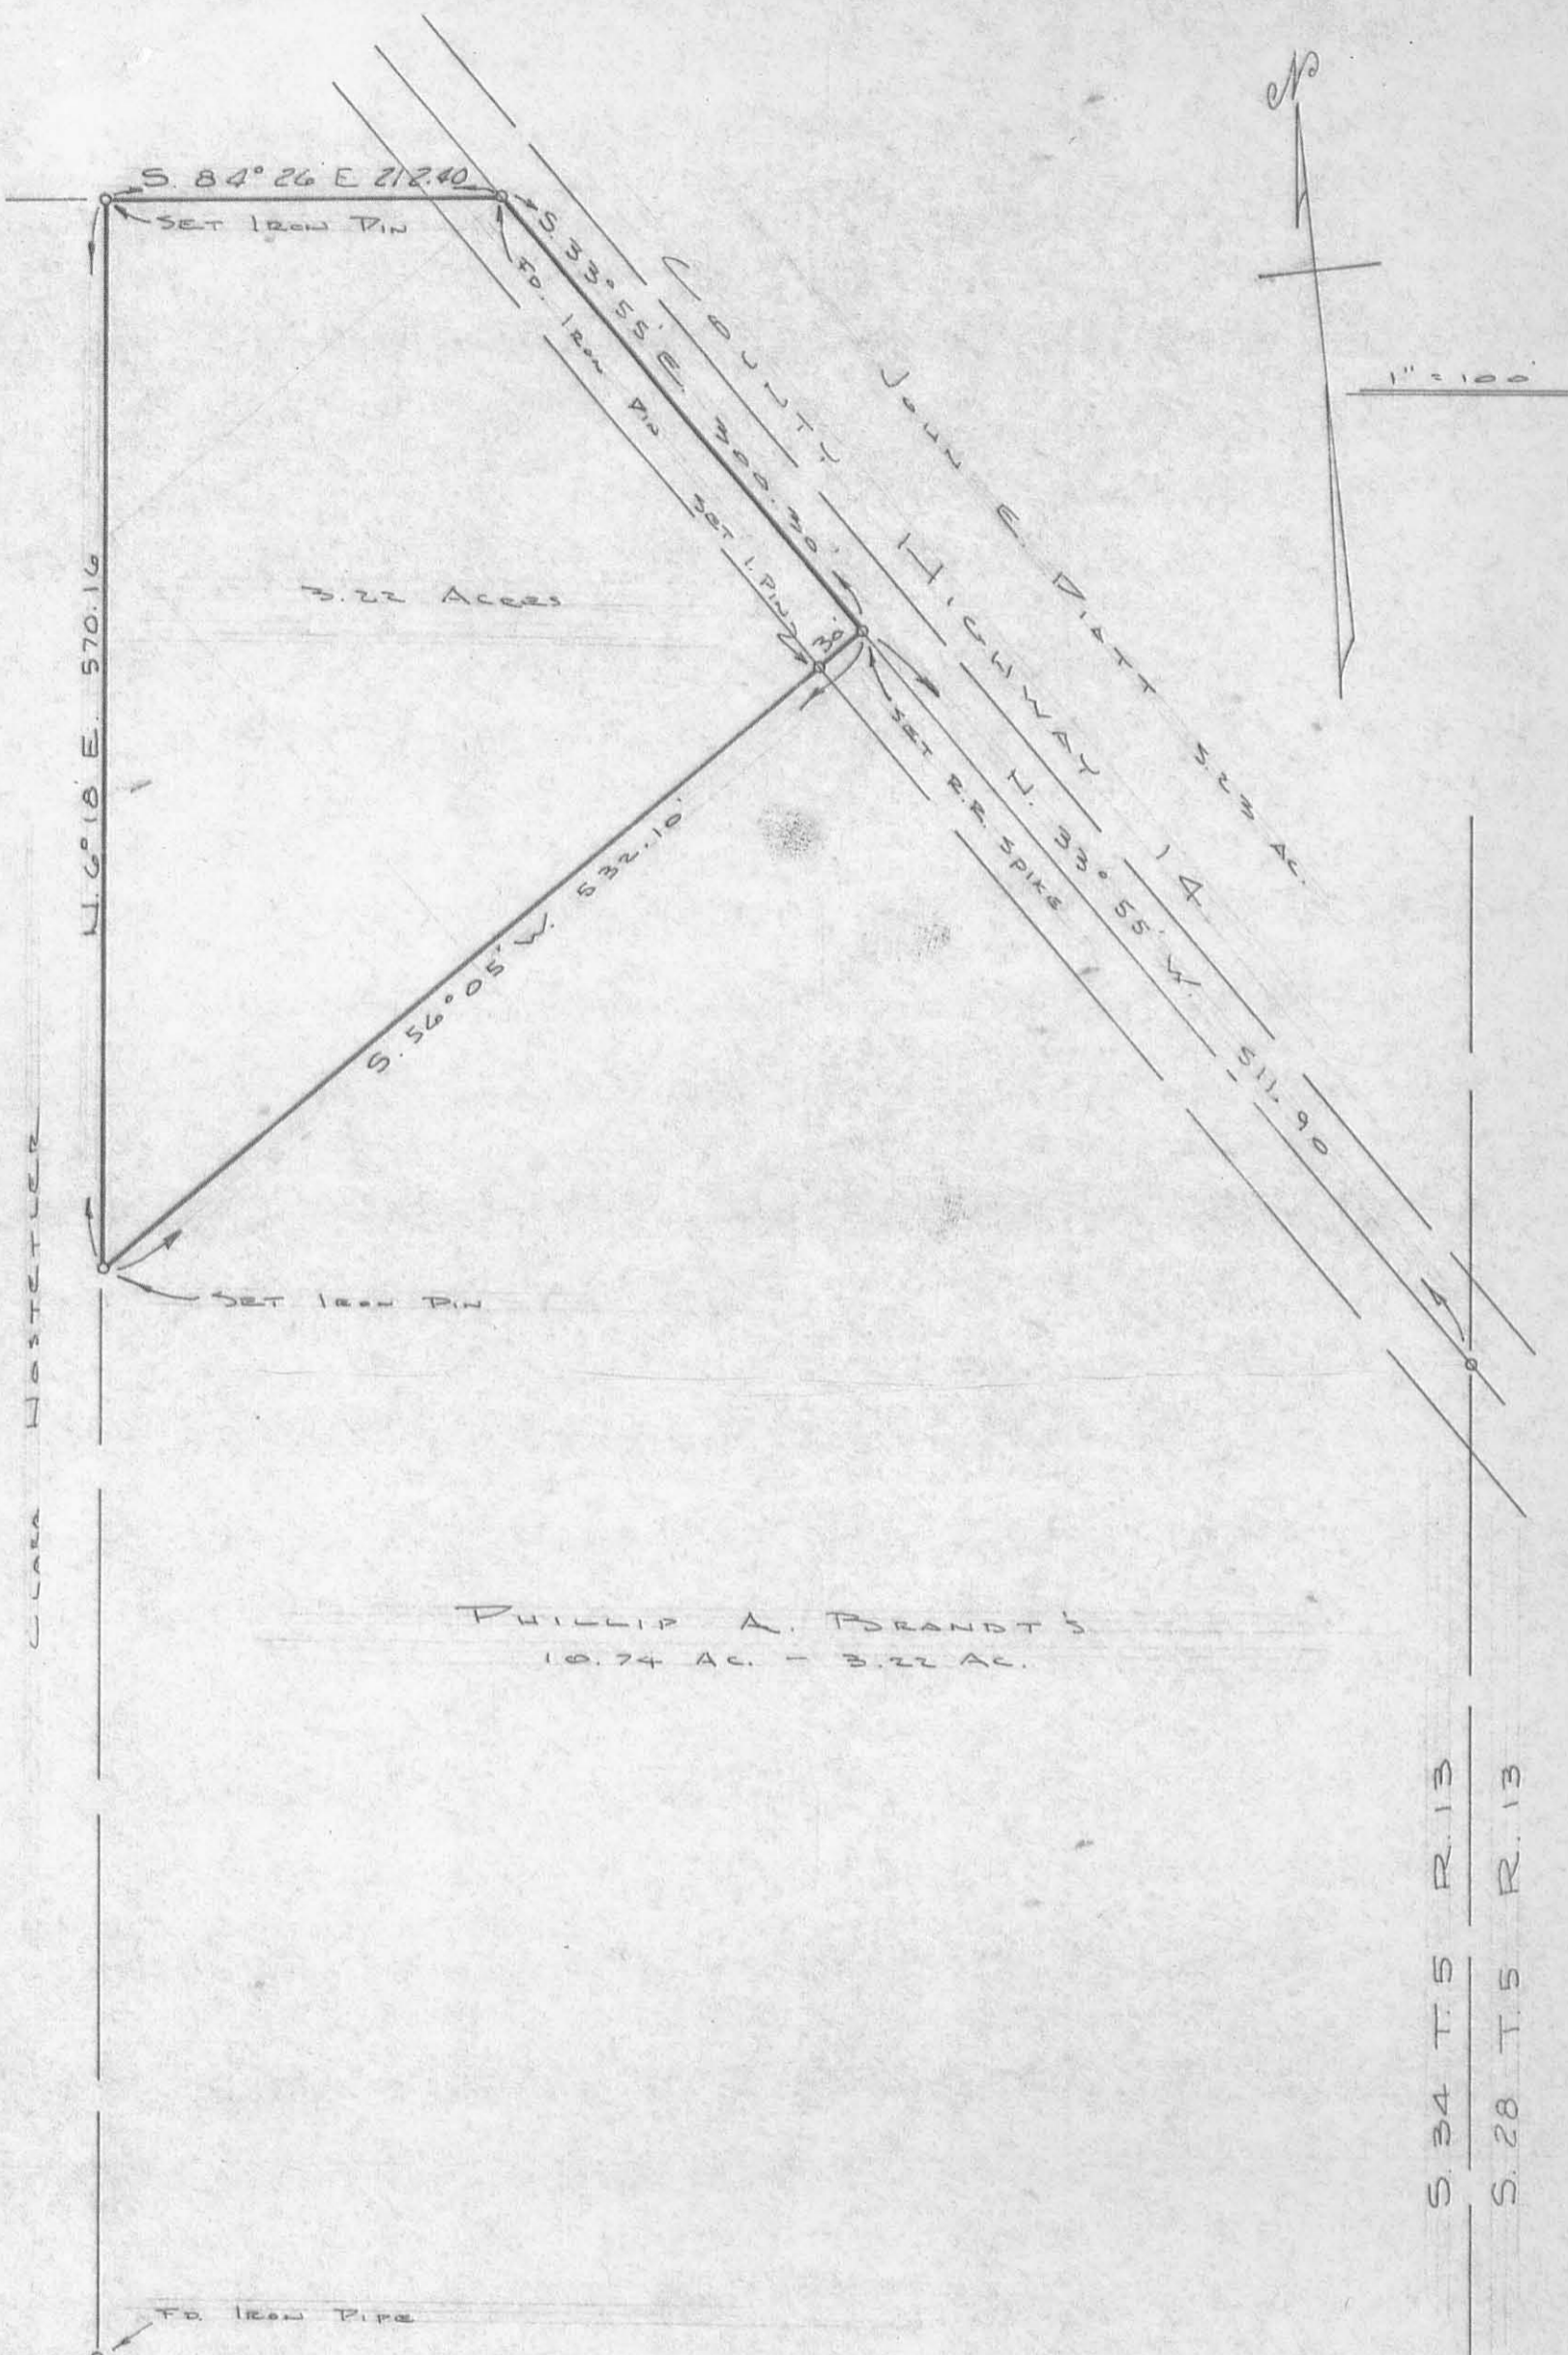 N
1" = 100'
S. 84° 26 E 212.40
SET IRON PIN
S. 33° 55' E. 300.30'
FD. IRON PIN
COUNTY HIGHWAY 14
JOHN E. PIATT 5.23 AC.
SET I. PIN
30'
3.22 ACRES
N. 6° 18' E. 570.16
SET R.R. SPIKE
N. 33° 55' W. 511.90
S. 56° 05' W. 532.10'
SET IRON PIN
CLARA HOSTETLER
PHILLIP A. BRANDT'S
10.74 AC. - 3.22 AC.
S. 34 T. 5 R. 13
S. 28 T. 5 R. 13
FD. IRON PIPE